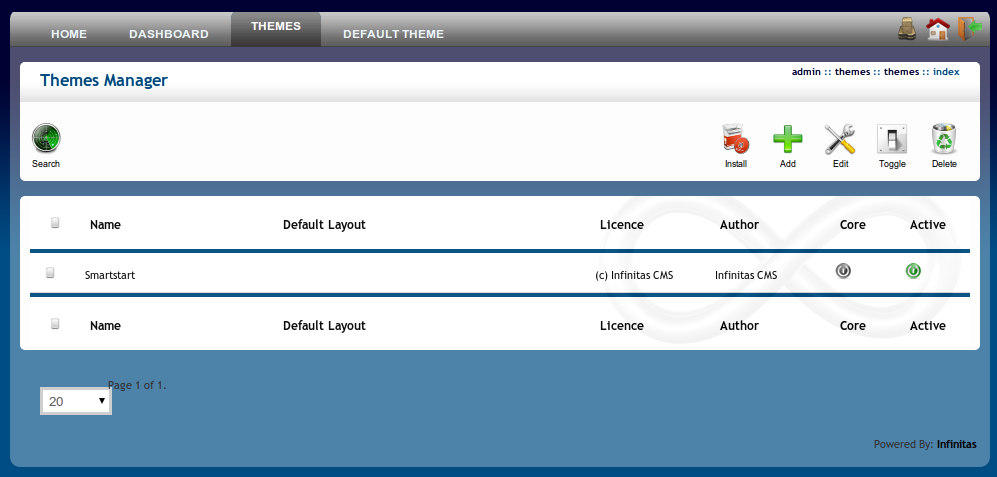 HOME DASHBOARD THEMES DEFAULT THEME
Themes Manager
admin :: themes :: themes :: index
Search Install Add Edit Toggle Delete
Name Default Layout Licence Author Core Active
Smartstart (c) Infinitas CMS Infinitas CMS
Name Default Layout Licence Author Core Active
Page 1 of 1.
20
Powered By: Infinitas